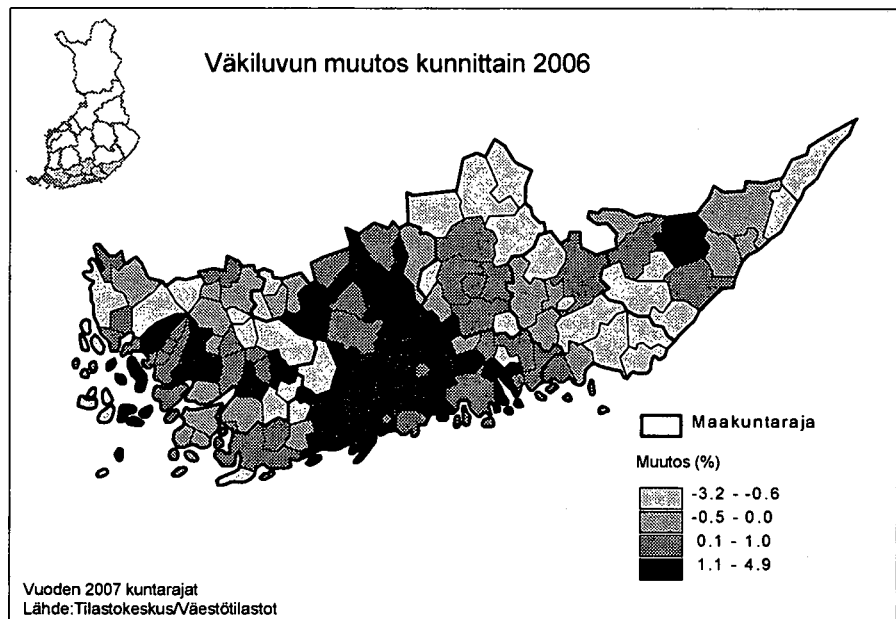 Väkiluvun muutos kunnittain 2006
Maakuntaraja
Muutos (%)
-3.2 - -0.6
-0.5 - 0.0
0.1 - 1.0
1.1 - 4.9
Vuoden 2007 kuntarajat
Lähde:Tilastokeskus/Väestötilastot